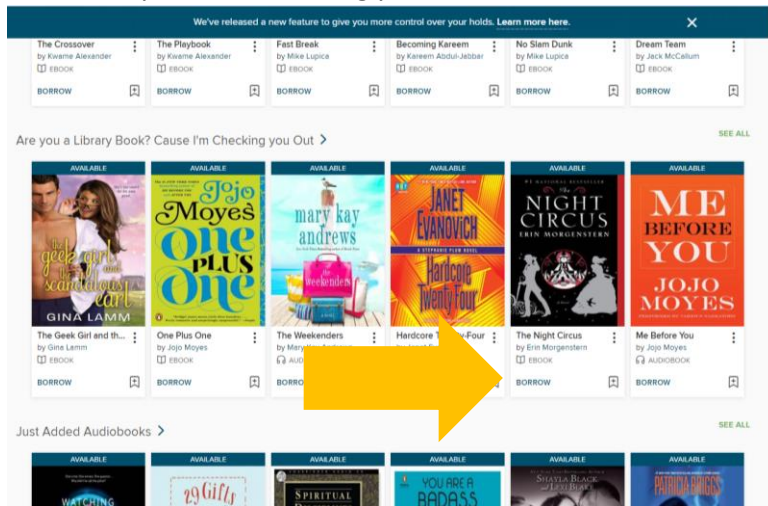 We've released a new feature to give you more control over your holds. Learn more here.
The Crossover
by Kwame Alexander
EBOOK
BORROW
The Playbook
by Kwame Alexander
EBOOK
BORROW
Fast Break
by Mike Lupica
EBOOK
BORROW
Becoming Kareem
by Kareem Abdul-Jabbar
EBOOK
BORROW
No Slam Dunk
by Mike Lupica
EBOOK
BORROW
Dream Team
by Jack McCallum
EBOOK
BORROW
Are you a Library Book? Cause I'm Checking you Out >
SEE ALL
AVAILABLE
the
geek girl
and the
scandalous
earl
GINA LAMM
The Geek Girl and th...
by Gina Lamm
EBOOK
BORROW
AVAILABLE
Jojo
Moyes
One
PLUS
One
One Plus One
by Jojo Moyes
EBOOK
BORROW
AVAILABLE
mary kay
andrews
the
weekenders
The Weekenders
by Mary
AUD
BORRO
AVAILABLE
JANET
EVANOVICH
A STEPHANIE PLUM NOVEL
Hardcore
Twenty-Four
Hardcore T y-Four
AVAILABLE
#1 NATIONAL BESTSELLER
The
NIGHT
CIRCUS
ERIN MORGENSTERN
The Night Circus
by Erin Morgenstern
EBOOK
BORROW
AVAILABLE
ME
BEFORE
YOU
JOJO
MOYES
Me Before You
by Jojo Moyes
AUDIOBOOK
BORROW
Just Added Audiobooks >
SEE ALL
AVAILABLE
WATCHING
AVAILABLE
29 Gifts
AVAILABLE
SPIRITUAL
AVAILABLE
YOU ARE A
BADASS
AVAILABLE
SHAYLA BLACK
AND LEXI BLAKE
AVAILABLE
PATRICIA BRIGGS